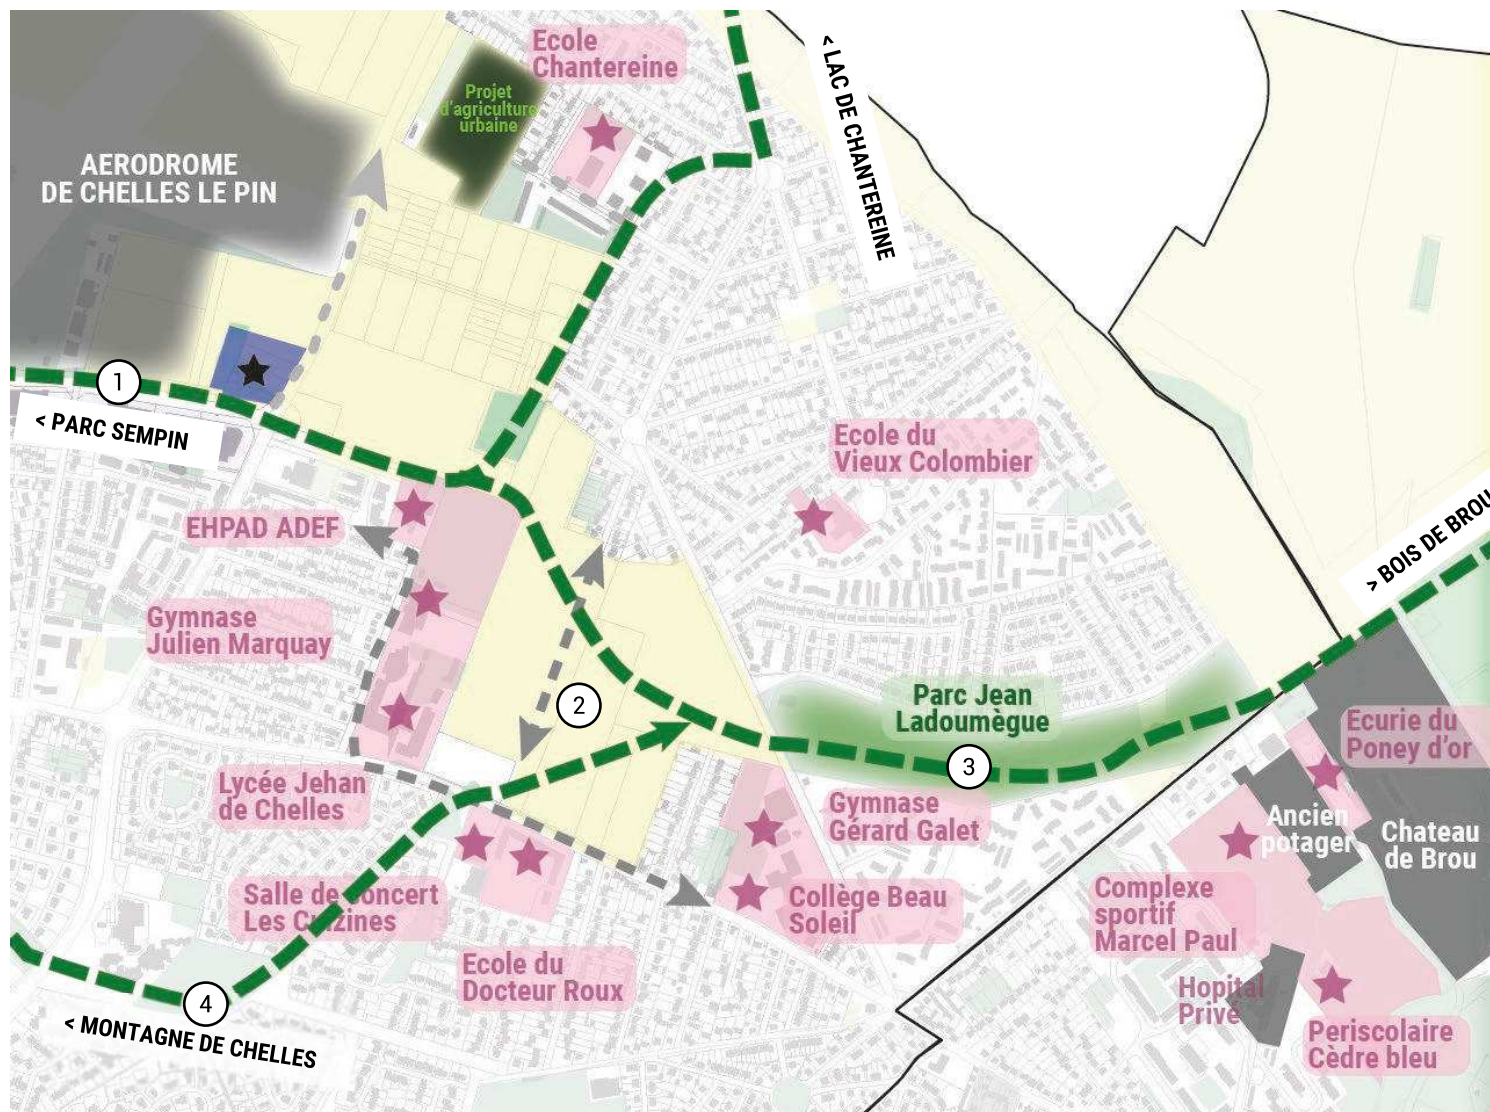 Ecole
Chantereine
Projet
d'agriculture
urbaine
< LAC DE CHANTEREINE
AERODROME
DE CHELLES LE PIN
1
< PARC SEMPIN
Ecole du
Vieux Colombier
EHPAD ADEF
> BOIS DE BROU
Gymnase
Julien Marquay
2
Parc Jean
Ladoumègue
3
Ecurie du
Poney d'or
Lycée Jehan
de Chelles
Gymnase
Gérard Galet
Ancien
potager
Chateau
de Brou
Salle de concert
Les Cuizines
Collège Beau
Soleil
Complexe
sportif
Marcel Paul
Ecole du
Docteur Roux
Hopital
Privé
4
< MONTAGNE DE CHELLES
Periscolaire
Cèdre bleu